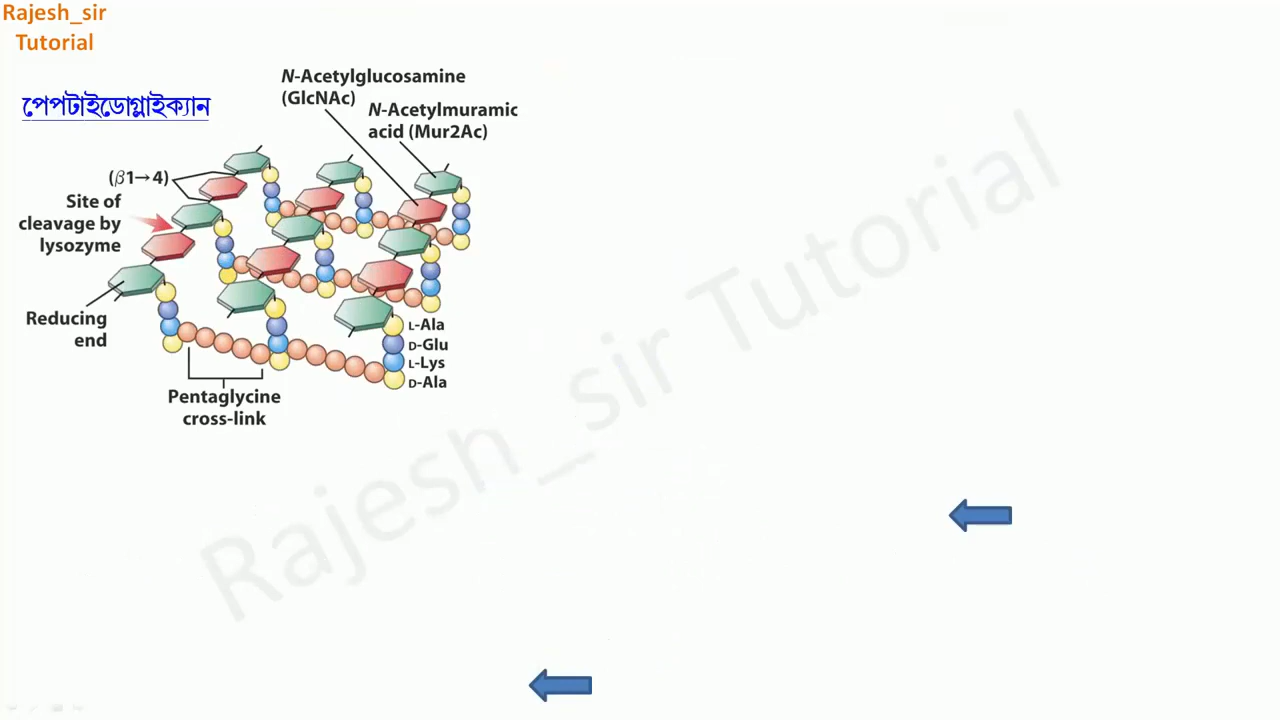 Rajesh_sir
Tutorial
পেপটাইডোগ্লাইক্যান
N-Acetylglucosamine
(GlcNAc)
N-Acetylmuramic
acid (Mur2Ac)
(β1→4)
Site of
cleavage by
lysozyme
Reducing
end
L-Ala
D-Glu
L-Lys
D-Ala
Pentaglycine
cross-link
Rajesh_sir Tutorial